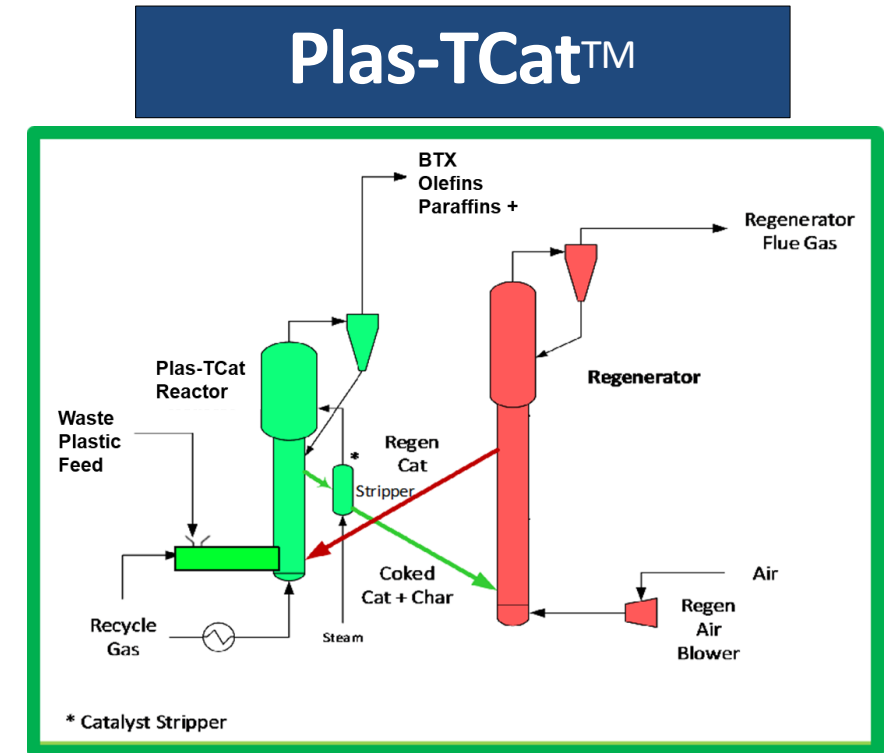 Plas-TCat™
BTX
Olefins
Paraffins +
Regenerator
Flue Gas
Plas-TCat
Reactor
Regenerator
Waste
Plastic
Feed
Regen
Cat
*
Stripper
Coked
Cat + Char
Air
Regen
Air
Blower
Recycle
Gas
Steam
* Catalyst Stripper